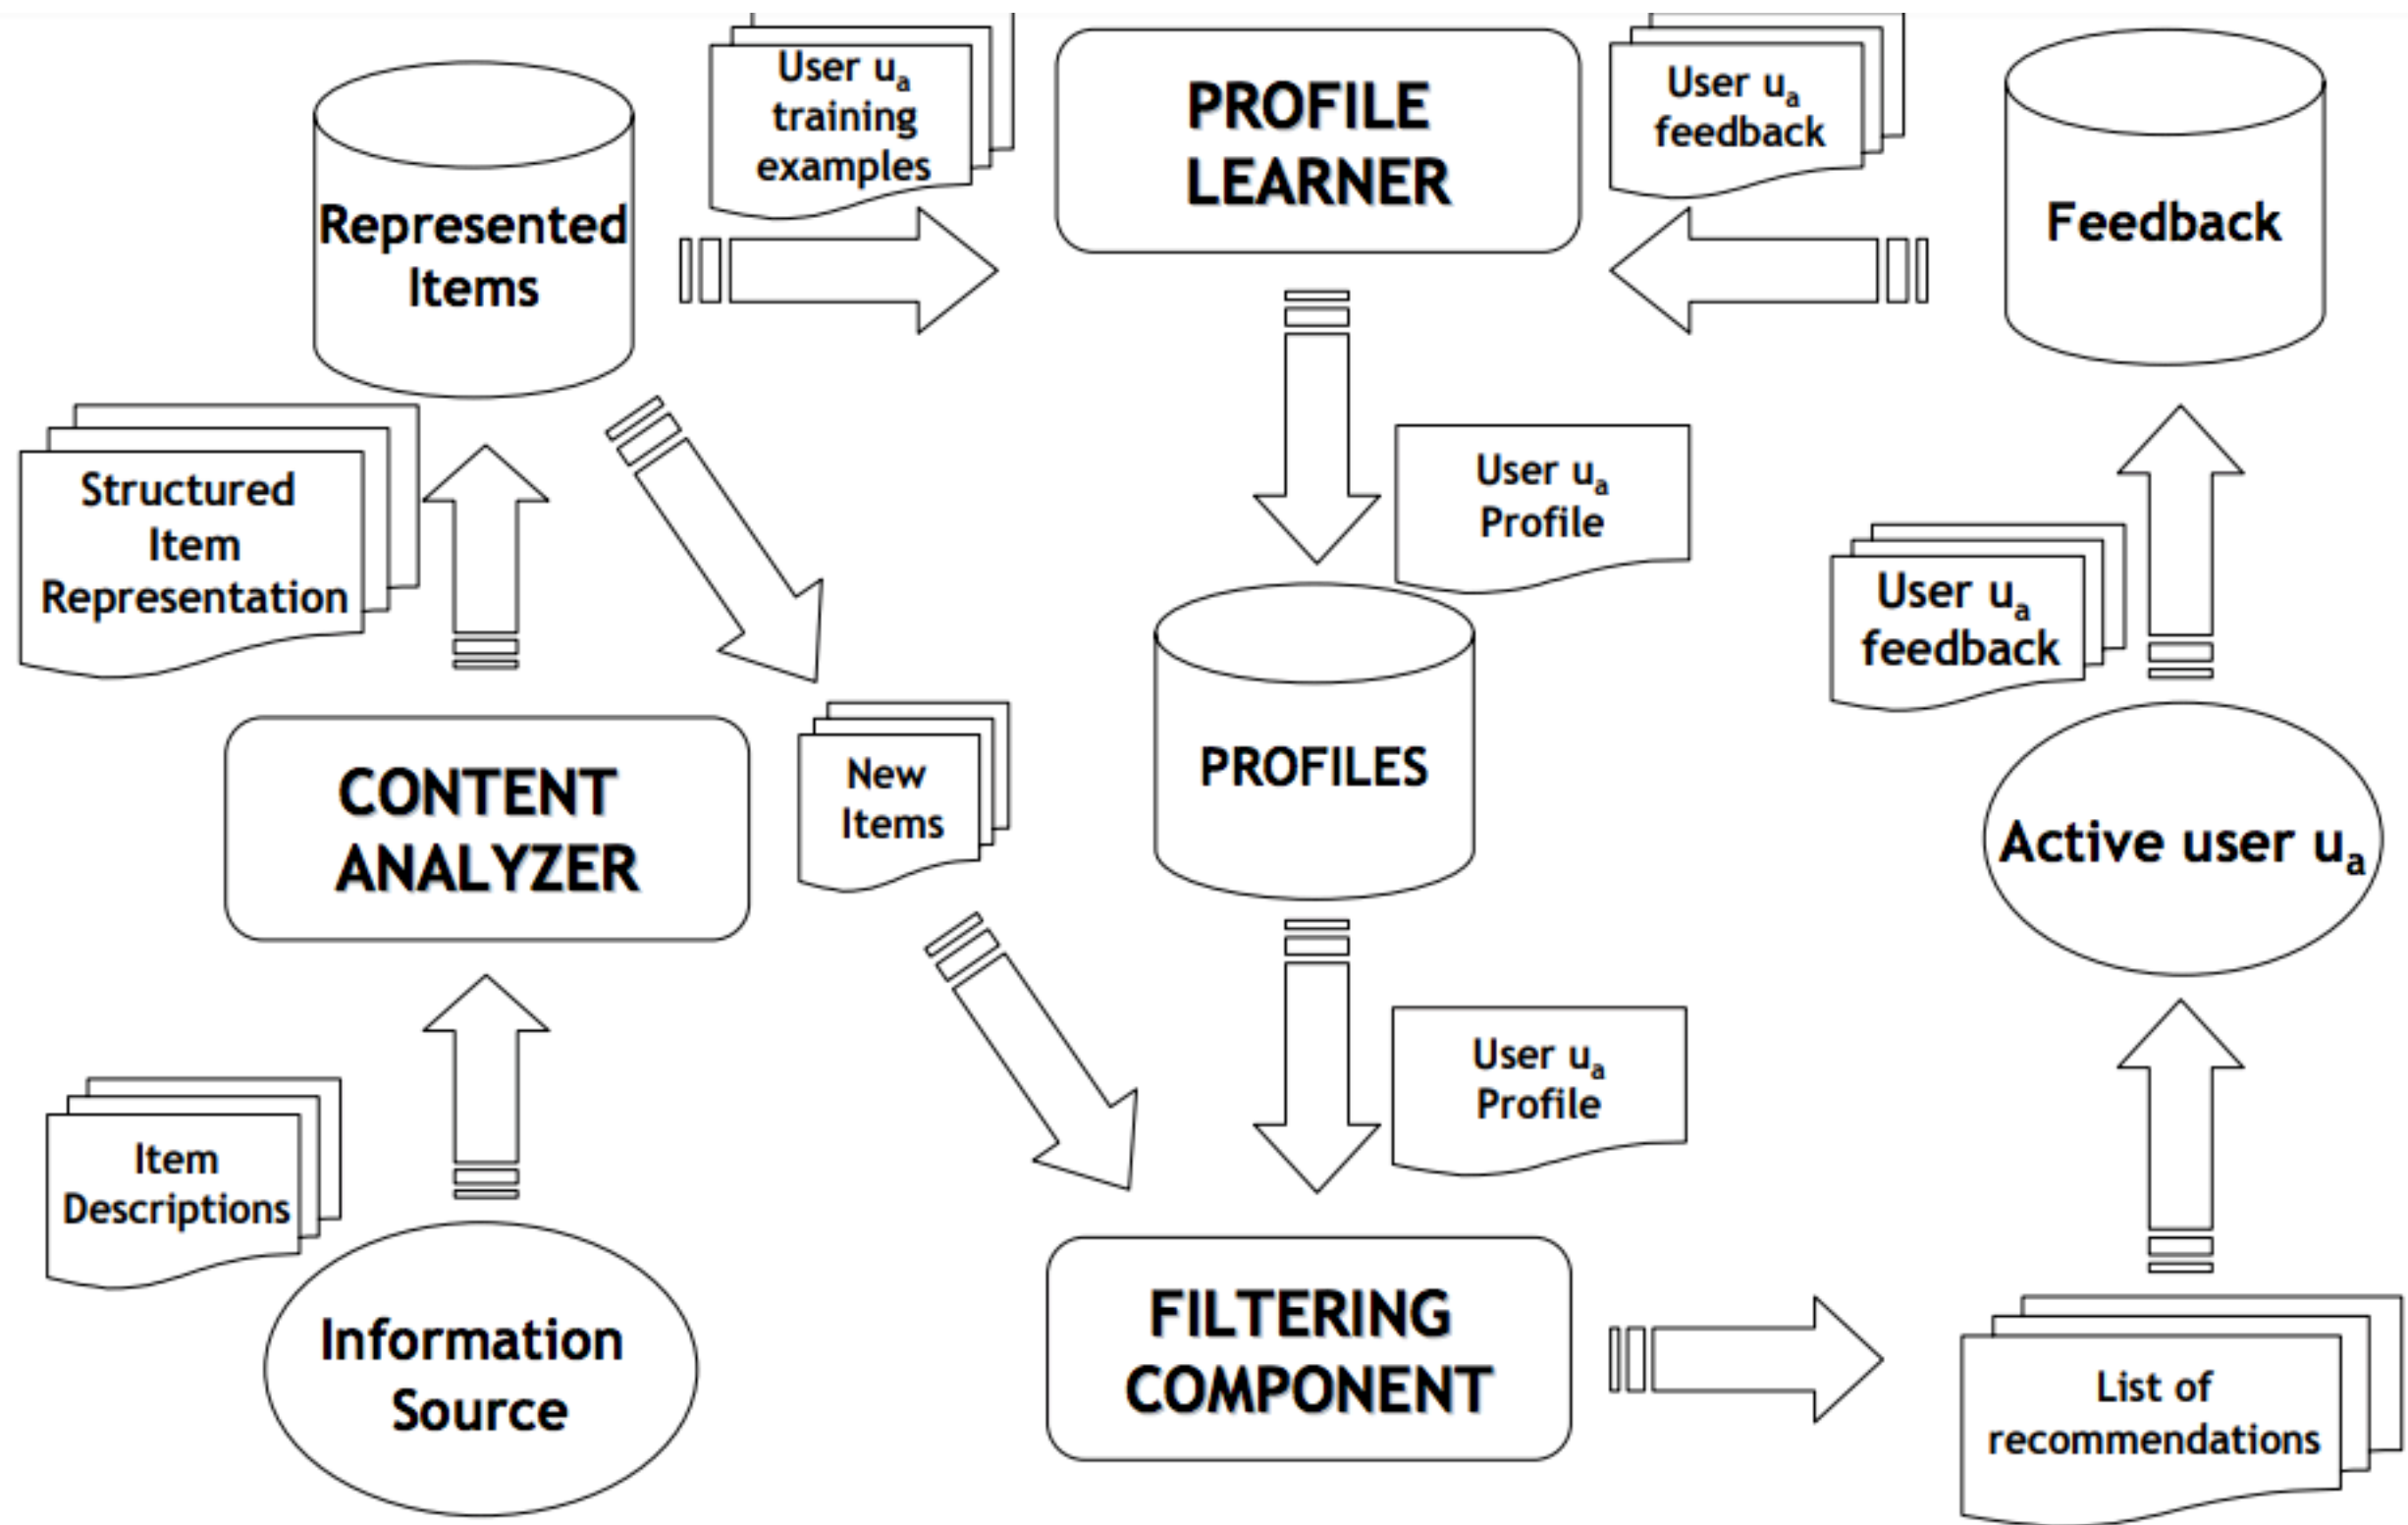 User uₐ
training
examples
PROFILE
LEARNER
User uₐ
feedback
Represented
Items
Feedback
Structured
Item
Representation
User uₐ
Profile
User uₐ
feedback
CONTENT
ANALYZER
New
Items
PROFILES
Active user uₐ
Item
Descriptions
User uₐ
Profile
Information
Source
FILTERING
COMPONENT
List of
recommendations